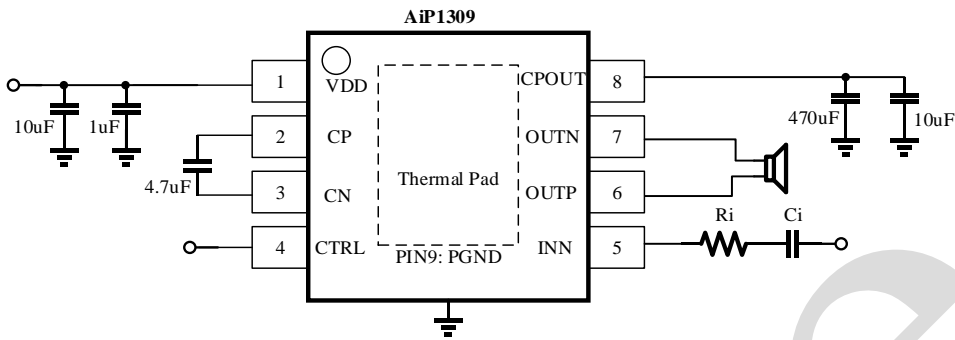 AiP1309
1
VDD
CPOUT
8
10uF
1uF
470uF
10uF
2
CP
OUTN
7
4.7uF
Thermal Pad
3
CN
OUTP
6
Ri
Ci
4
CTRL
INN
5
PIN9: PGND